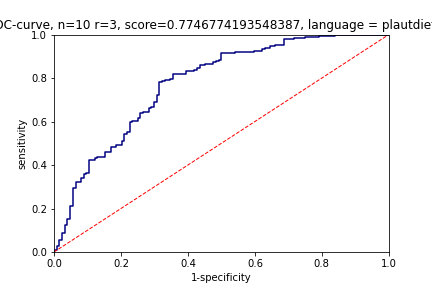 OC-curve, n=10 r=3, score=0.7746774193548387, language = plautdie
1.0
0.8
0.6
0.4
0.2
0.0
sensitivity
0.0 0.2 0.4 0.6 0.8 1.0
1-specificity